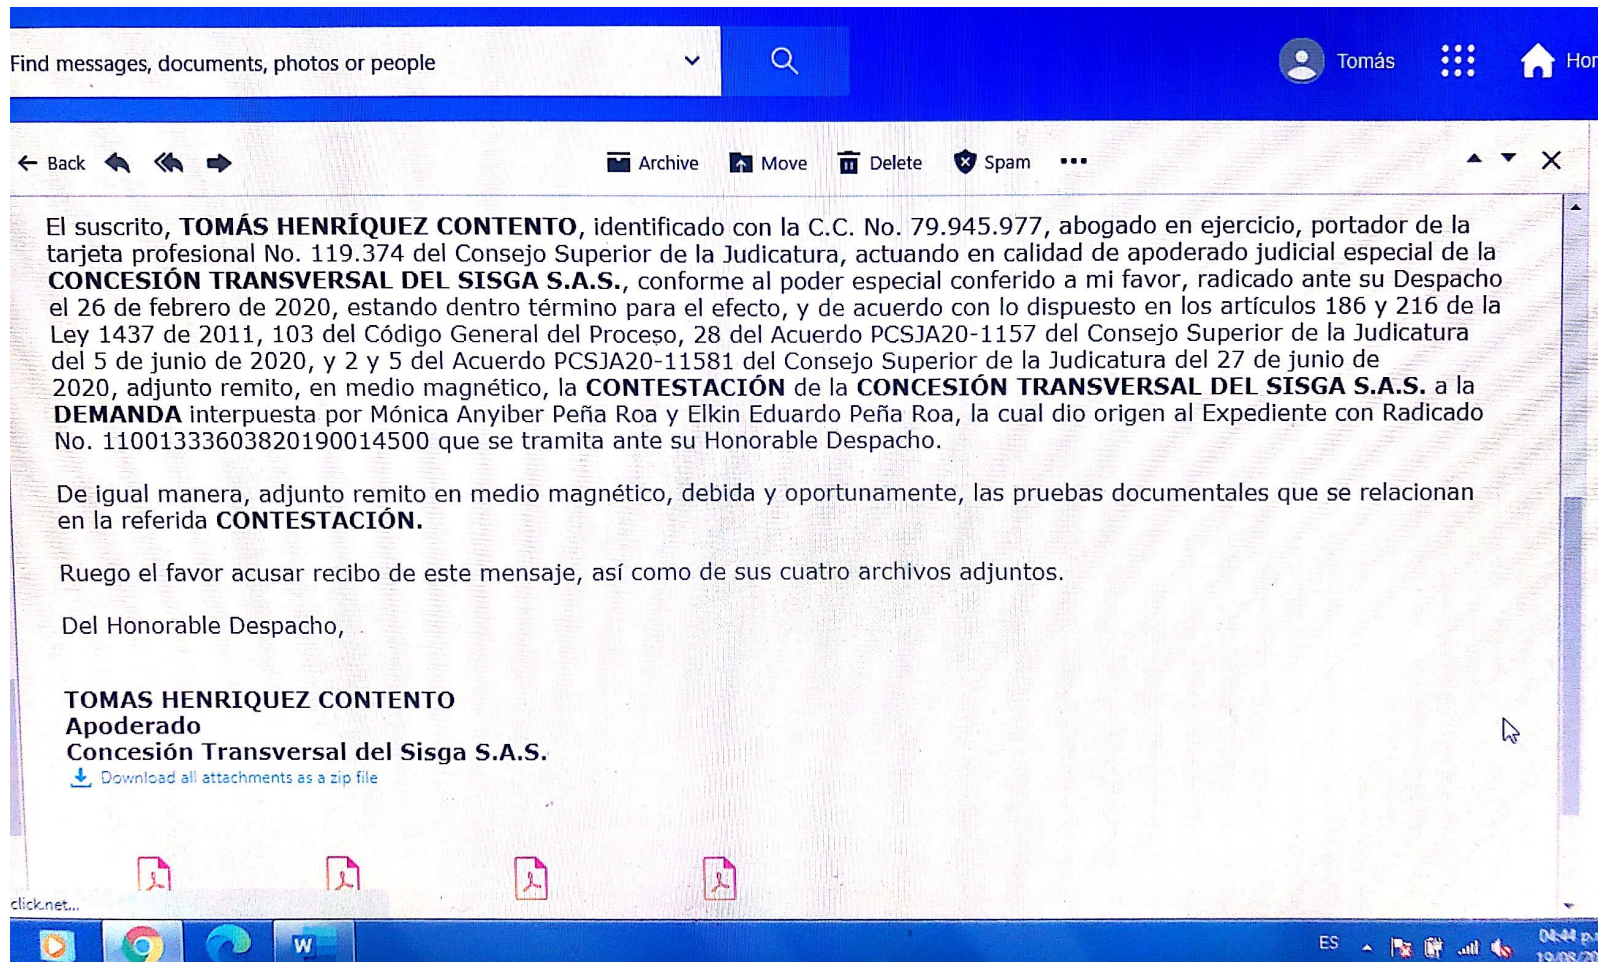 Find messages, documents, photos or people
Tomás
Hor
Back
Archive Move Delete Spam
El suscrito, TOMÁS HENRÍQUEZ CONTENTO, identificado con la C.C. No. 79.945.977, abogado en ejercicio, portador de la
tarjeta profesional No. 119.374 del Consejo Superior de la Judicatura, actuando en calidad de apoderado judicial especial de la
CONCESIÓN TRANSVERSAL DEL SISGA S.A.S., conforme al poder especial conferido a mi favor, radicado ante su Despacho
el 26 de febrero de 2020, estando dentro término para el efecto, y de acuerdo con lo dispuesto en los artículos 186 y 216 de la
Ley 1437 de 2011, 103 del Código General del Proceso, 28 del Acuerdo PCSJA20-1157 del Consejo Superior de la Judicatura
del 5 de junio de 2020, y 2 y 5 del Acuerdo PCSJA20-11581 del Consejo Superior de la Judicatura del 27 de junio de
2020, adjunto remito, en medio magnético, la CONTESTACIÓN de la CONCESIÓN TRANSVERSAL DEL SISGA S.A.S. a la
DEMANDA interpuesta por Mónica Anyiber Peña Roa y Elkin Eduardo Peña Roa, la cual dio origen al Expediente con Radicado
No. 11001333603820190014500 que se tramita ante su Honorable Despacho.
De igual manera, adjunto remito en medio magnético, debida y oportunamente, las pruebas documentales que se relacionan
en la referida CONTESTACIÓN.
Ruego el favor acusar recibo de este mensaje, así como de sus cuatro archivos adjuntos.
Del Honorable Despacho,
TOMAS HENRIQUEZ CONTENTO
Apoderado
Concesión Transversal del Sisga S.A.S.
Download all attachments as a zip file
click.net...
W
ES
04:44 p.
19/08/20